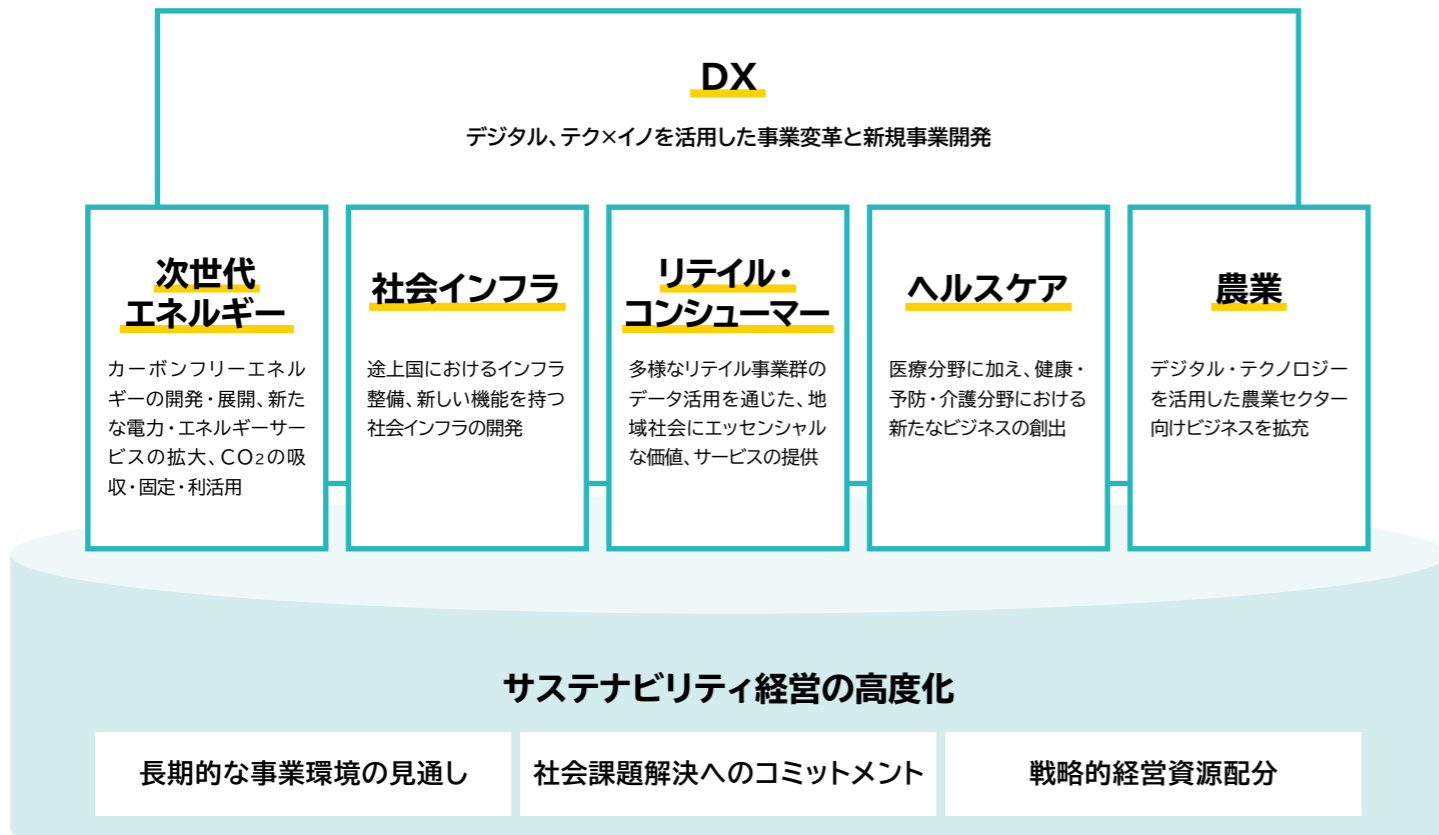 DX
デジタル、テク×イノを活用した事業変革と新規事業開発
次世代
エネルギー
カーボンフリーエネル
ギーの開発・展開、新た
な電力・エネルギーサー
ビスの拡大、CO₂の吸
収・固定・利活用
社会インフラ
途上国におけるインフラ
整備、新しい機能を持つ
社会インフラの開発
リテイル・
コンシューマー
多様なリテイル事業群の
データ活用を通じた、地
域社会にエッセンシャル
な価値、サービスの提供
ヘルスケア
医療分野に加え、健康・
予防・介護分野における
新たなビジネスの創出
農業
デジタル・テクノロジー
を活用した農業セクター
向けビジネスを拡充
サステナビリティ経営の高度化
長期的な事業環境の見通し
社会課題解決へのコミットメント
戦略的経営資源配分